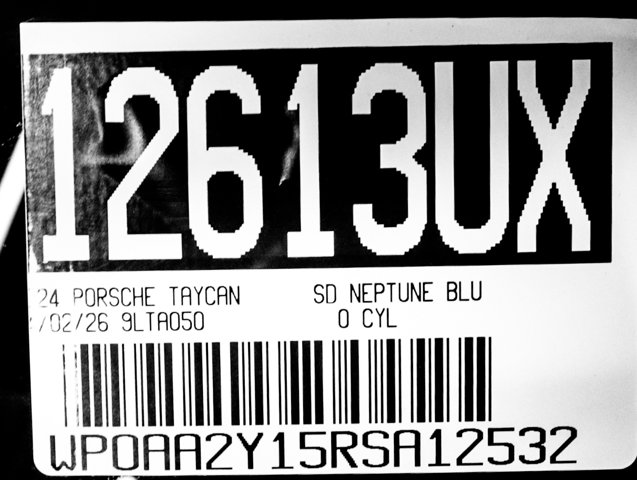 12613UX
24 PORSCHE TAYCAN SD NEPTUNE BLU
/02/26 9LTA050 0 CYL
WP0AA2Y15RSA12532